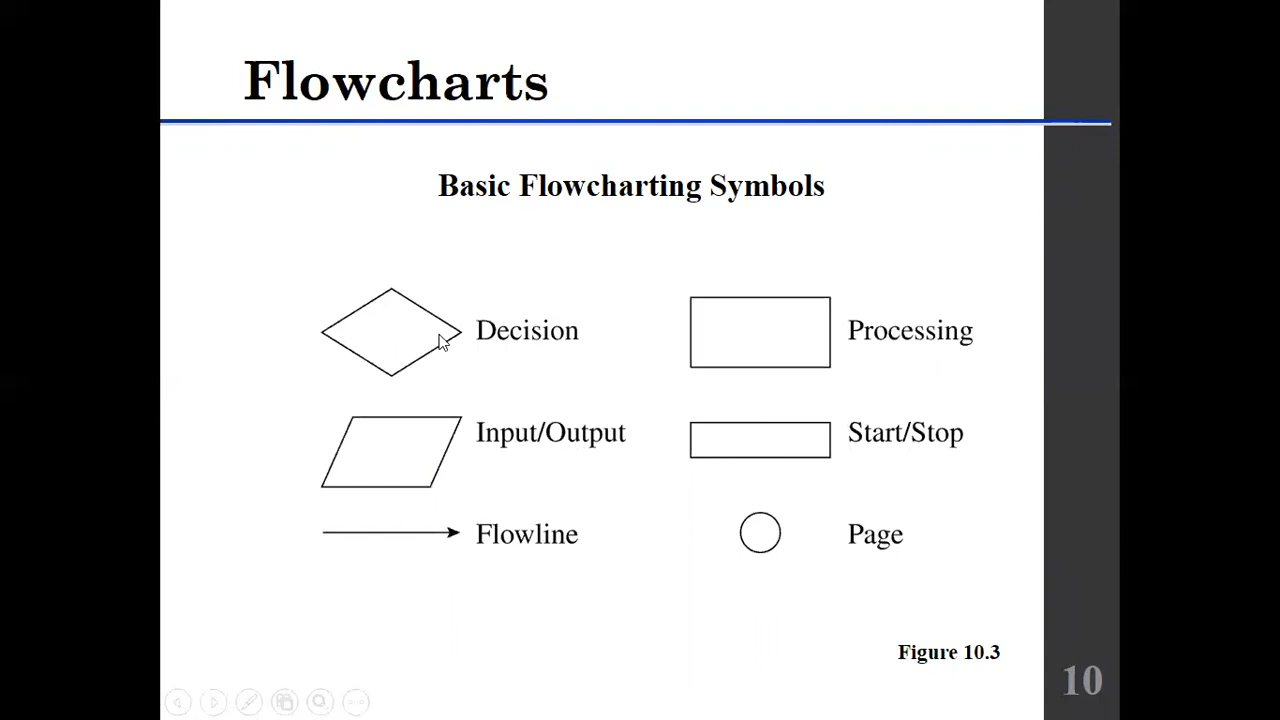 Flowcharts
Basic Flowcharting Symbols
Decision
Processing
Input/Output
Start/Stop
Flowline
Page
Figure 10.3
10